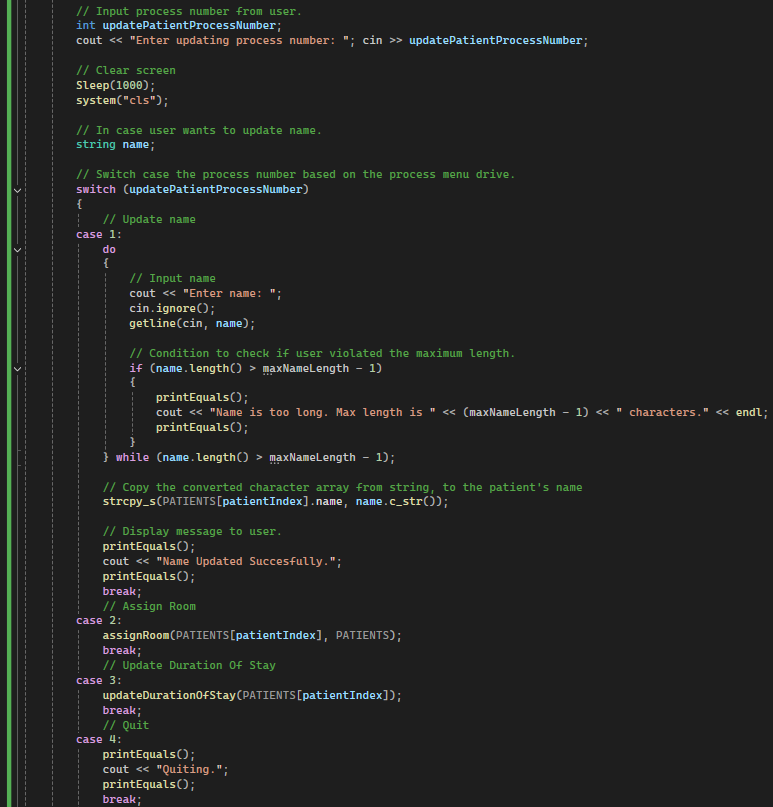 // Input process number from user.
int updatePatientProcessNumber;
cout << "Enter updating process number: "; cin >> updatePatientProcessNumber;
// Clear screen
Sleep(1000);
system("cls");
// In case user wants to update name.
string name;
// Switch case the process number based on the process menu drive.
switch (updatePatientProcessNumber)
{
// Update name
case 1:
do
{
// Input name
cout << "Enter name: ";
cin.ignore();
getline(cin, name);
// Condition to check if user violated the maximum length.
if (name.length() > maxNameLength - 1)
{
printEquals();
cout << "Name is too long. Max length is " << (maxNameLength - 1) << " characters." << endl;
printEquals();
}
} while (name.length() > maxNameLength - 1);
// Copy the converted character array from string, to the patient's name
strcpy_s(PATIENTS[patientIndex].name, name.c_str());
// Display message to user.
printEquals();
cout << "Name Updated Succesfully.";
printEquals();
break;
// Assign Room
case 2:
assignRoom(PATIENTS[patientIndex], PATIENTS);
break;
// Update Duration Of Stay
case 3:
updateDurationOfStay(PATIENTS[patientIndex]);
break;
// Quit
case 4:
printEquals();
cout << "Quiting.";
printEquals();
break;